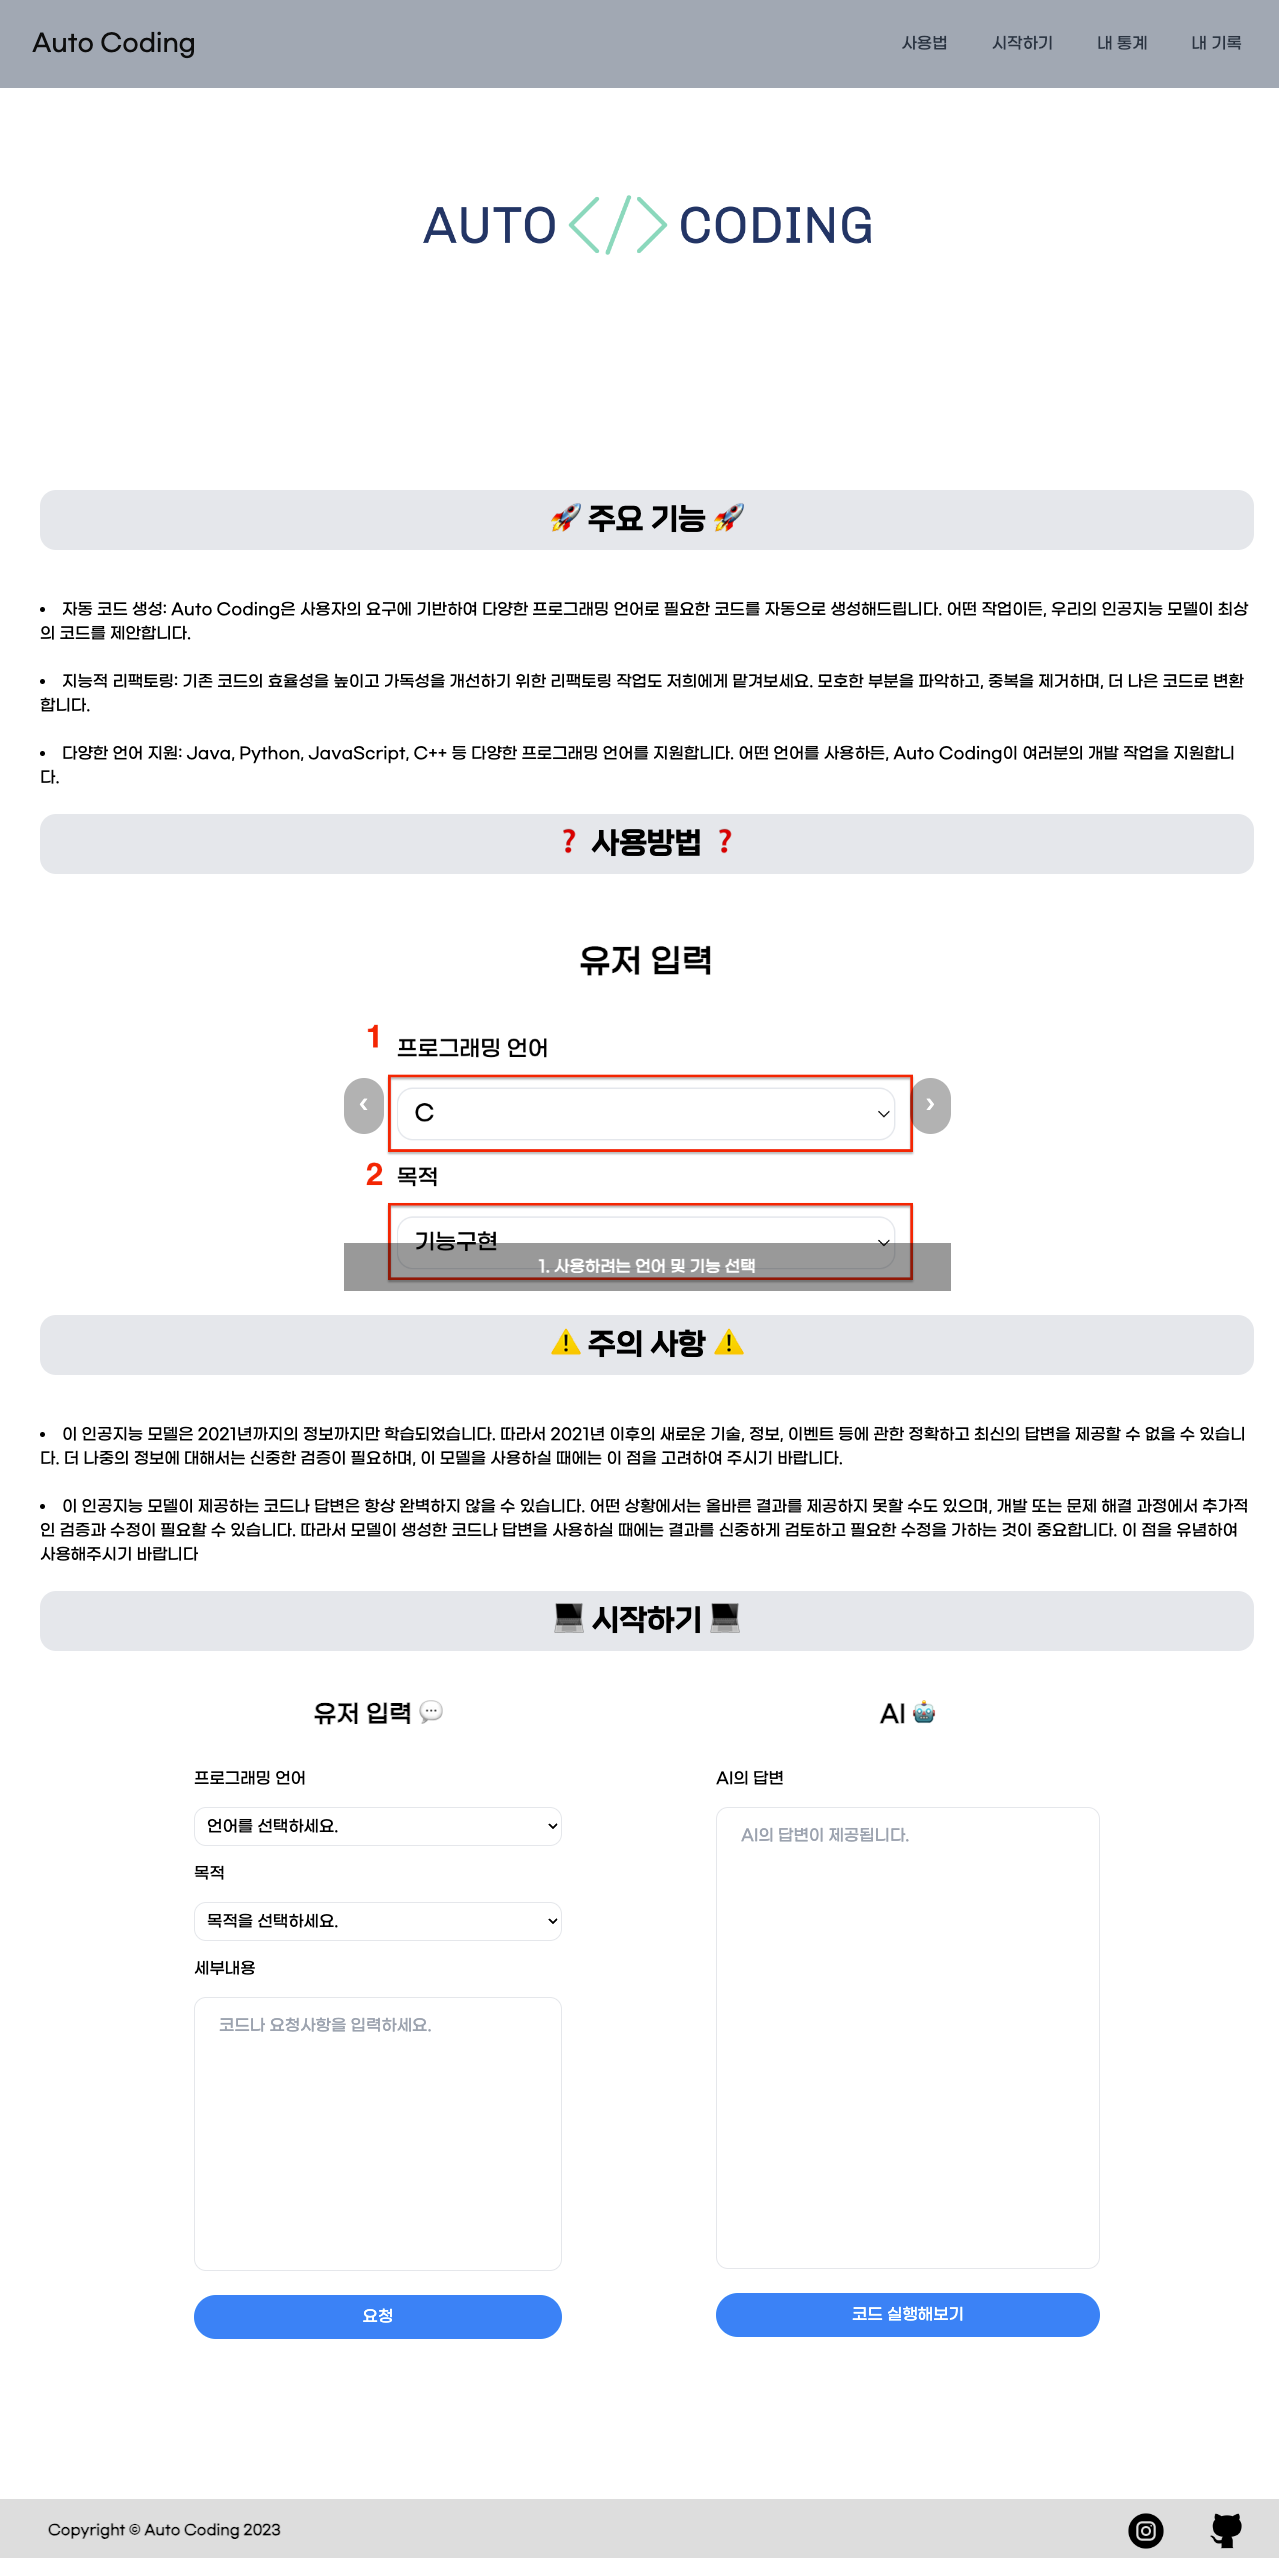 Auto Coding
사용법 시작하기 내 통계 내 기록
AUTO </> CODING
🚀 주요 기능 🚀
• 자동 코드 생성: Auto Coding은 사용자의 요구에 기반하여 다양한 프로그래밍 언어로 필요한 코드를 자동으로 생성해드립니다. 어떤 작업이든, 우리의 인공지능 모델이 최상
의 코드를 제안합니다.
• 지능적 리팩토링: 기존 코드의 효율성을 높이고 가독성을 개선하기 위한 리팩토링 작업도 저희에게 맡겨보세요. 모호한 부분을 파악하고, 중복을 제거하며, 더 나은 코드로 변환
합니다.
• 다양한 언어 지원: Java, Python, JavaScript, C++ 등 다양한 프로그래밍 언어를 지원합니다. 어떤 언어를 사용하든, Auto Coding이 여러분의 개발 작업을 지원합니
다.
❓ 사용방법 ❓
유저 입력
1 프로그래밍 언어
‹ C ›
2 목적
기능구현
1. 사용하려는 언어 및 기능 선택
⚠️ 주의 사항 ⚠️
• 이 인공지능 모델은 2021년까지의 정보까지만 학습되었습니다. 따라서 2021년 이후의 새로운 기술, 정보, 이벤트 등에 관한 정확하고 최신의 답변을 제공할 수 없을 수 있습니
다. 더 나중의 정보에 대해서는 신중한 검증이 필요하며, 이 모델을 사용하실 때에는 이 점을 고려하여 주시기 바랍니다.
• 이 인공지능 모델이 제공하는 코드나 답변은 항상 완벽하지 않을 수 있습니다. 어떤 상황에서는 올바른 결과를 제공하지 못할 수도 있으며, 개발 또는 문제 해결 과정에서 추가적
인 검증과 수정이 필요할 수 있습니다. 따라서 모델이 생성한 코드나 답변을 사용하실 때에는 결과를 신중하게 검토하고 필요한 수정을 가하는 것이 중요합니다. 이 점을 유념하여
사용해주시기 바랍니다
💻 시작하기 💻
유저 입력 💬
프로그래밍 언어
언어를 선택하세요.
목적
목적을 선택하세요.
세부내용
코드나 요청사항을 입력하세요.
요청
AI 🤖
AI의 답변
AI의 답변이 제공됩니다.
코드 실행해보기
Copyright © Auto Coding 2023